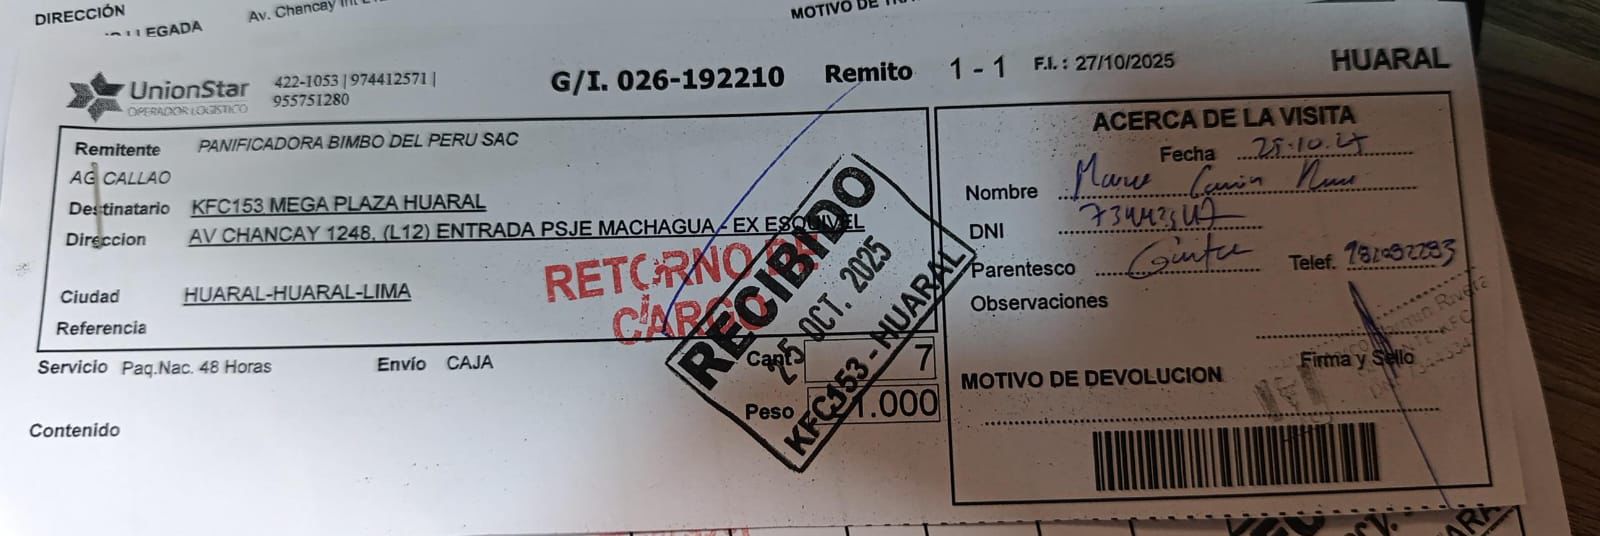 DIRECCIÓN
Av. Chancay
MOTIVO DE
LLEGADA
UnionStar
OPERADOR LOGISTICO
422-1053 | 974412571 |
955751280
G/I. 026-192210 Remito 1 - 1 F.I. : 27/10/2025 HUARAL
Remitente PANIFICADORA BIMBO DEL PERU SAC
AG CALLAO
Destinatario KFC153 MEGA PLAZA HUARAL
Direccion AV CHANCAY 1248, (L12) ENTRADA PSJE MACHAGUA - EX ESQUIVEL
Ciudad HUARAL-HUARAL-LIMA
Referencia
RETORNO DE
CARGO
RECIBIDO
25 OCT. 2025
KFC153 - HUARAL
Servicio Paq.Nac. 48 Horas Envío CAJA
Cant 7
Peso 1.000
Contenido
ACERCA DE LA VISITA
Fecha
Nombre
DNI
Parentesco Telef.
Observaciones
Firma y Sello
MOTIVO DE DEVOLUCION
HUARAL